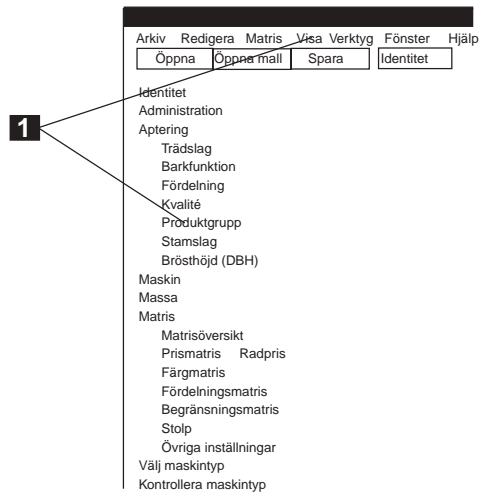 Arkiv Redigera Matris Visa Verktyg Fönster Hjälp
Öppna Öppna mall Spara Identitet
Identitet
Administration
1 Aptering
Trädslag
Barkfunktion
Fördelning
Kvalité
Produktgrupp
Stamslag
Brösthöjd (DBH)
Maskin
Massa
Matris
Matrisöversikt
Prismatris Radpris
Färgmatris
Fördelningsmatris
Begränsningsmatris
Stolp
Övriga inställningar
Välj maskintyp
Kontrollera maskintyp